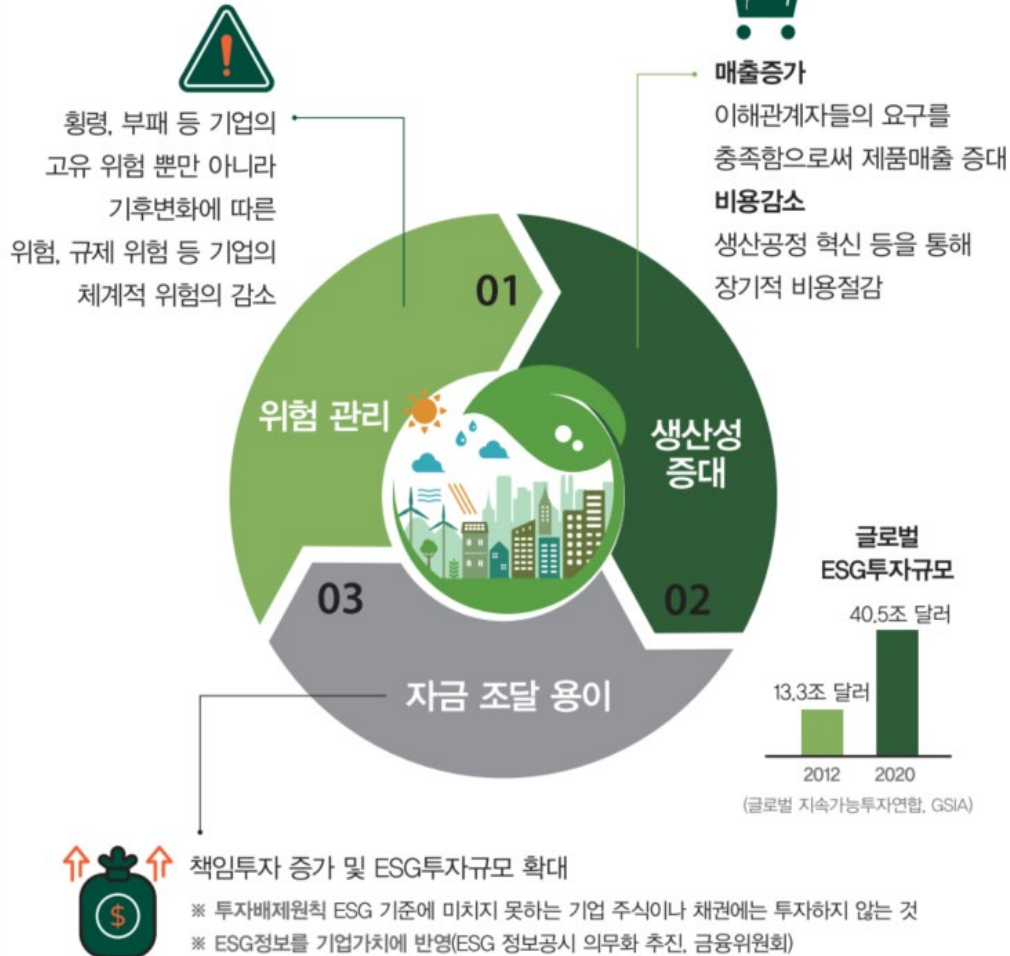 횡령, 부패 등 기업의
고유 위험 뿐만 아니라
기후변화에 따른
위험, 규제 위험 등 기업의
체계적 위험의 감소
매출증가
이해관계자들의 요구를
충족함으로써 제품매출 증대
비용감소
생산공정 혁신 등을 통해
장기적 비용절감
01
위험 관리
생산성
증대
02
03
자금 조달 용이
글로벌
ESG투자규모
40.5조 달러
13.3조 달러
2012 2020
(글로벌 지속가능투자연합, GSIA)
$
책임투자 증가 및 ESG투자규모 확대
※ 투자배제원칙 ESG 기준에 미치지 못하는 기업 주식이나 채권에는 투자하지 않는 것
※ ESG정보를 기업가치에 반영(ESG 정보공시 의무화 추진, 금융위원회)